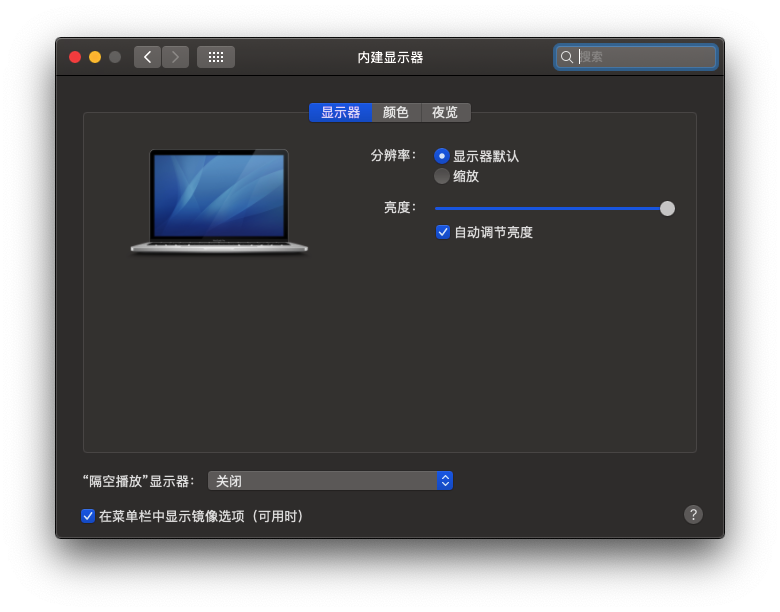 内建显示器
搜索
显示器 颜色 夜览
分辨率： 显示器默认
缩放
亮度：
自动调节亮度
“隔空播放”显示器： 关闭
在菜单栏中显示镜像选项（可用时）
?